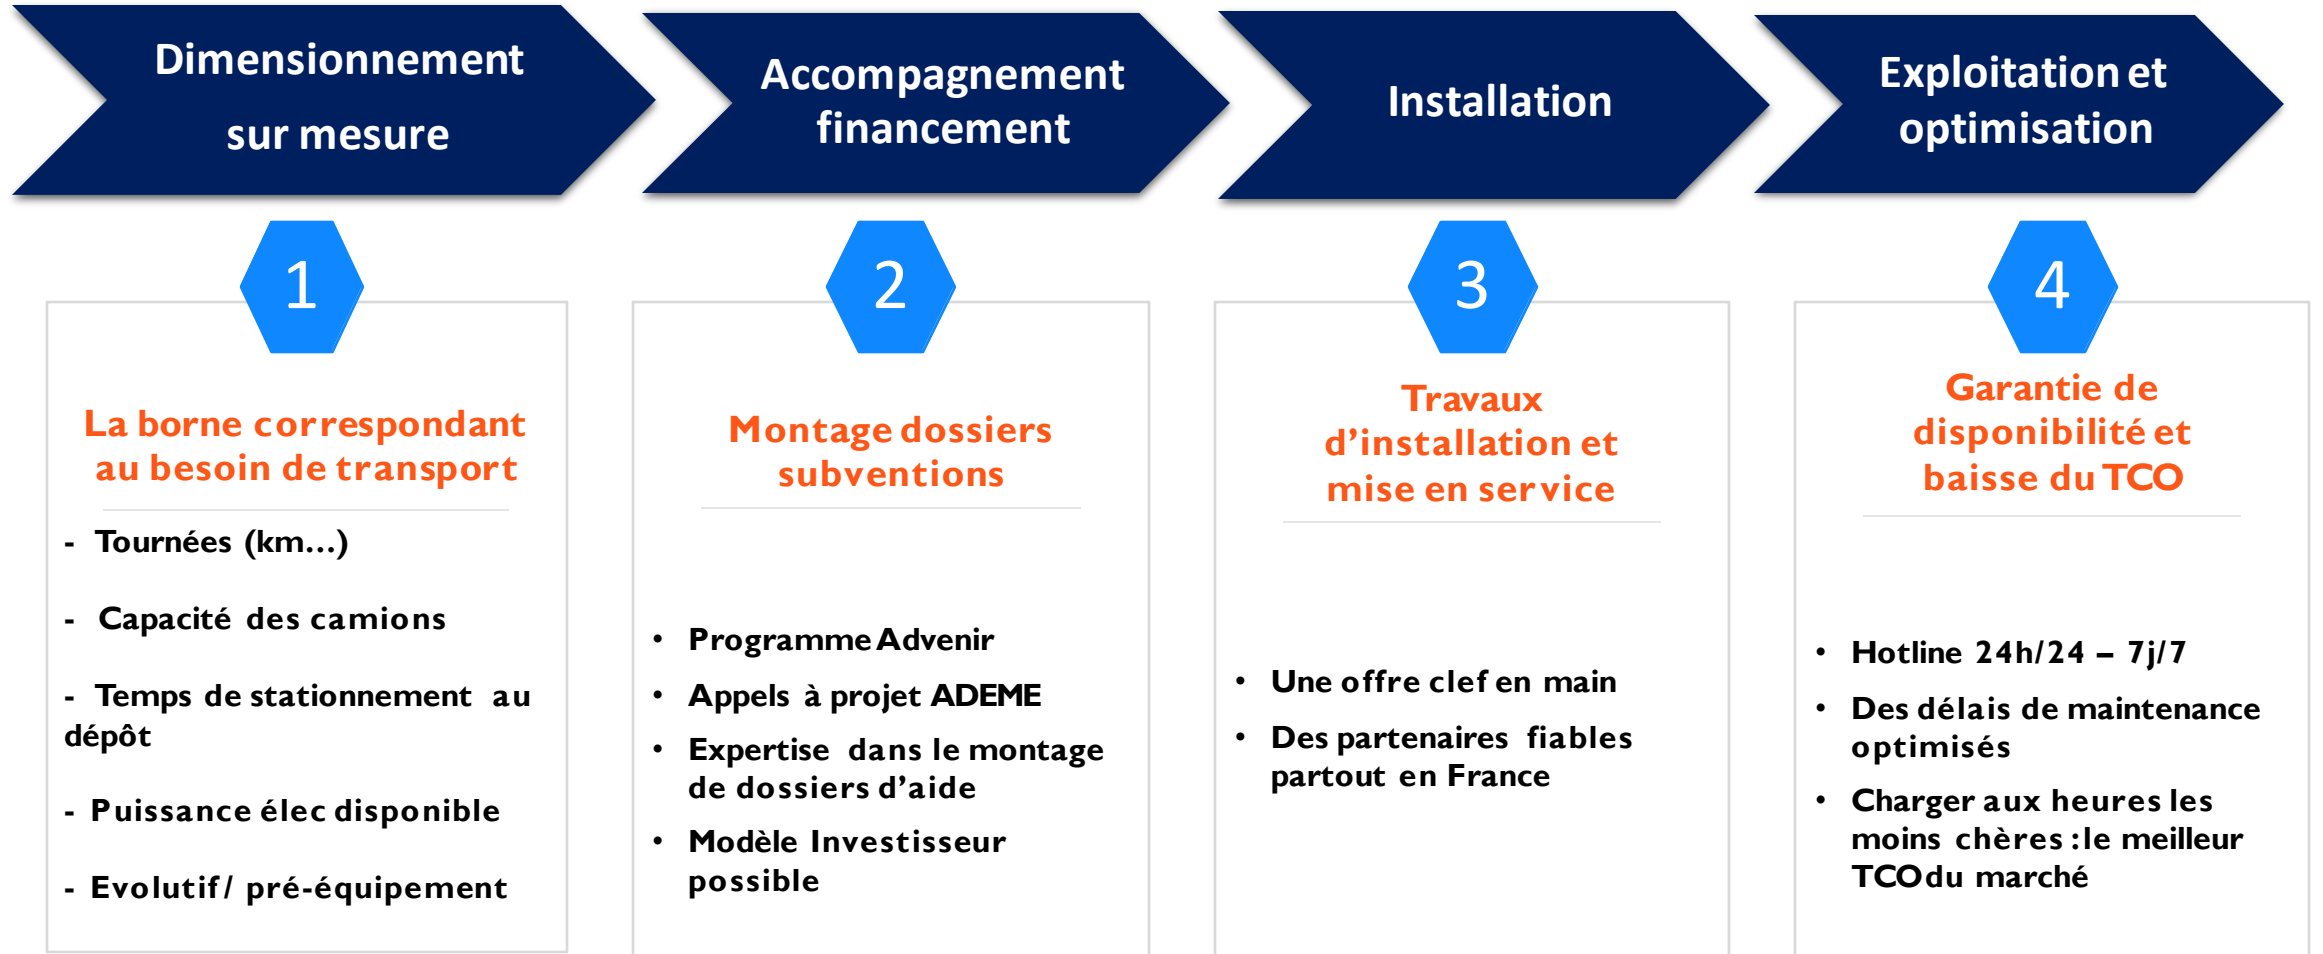 Dimensionnement
sur mesure
Accompagnement
financement
Installation
Exploitation et
optimisation
1
La borne correspondant
au besoin de transport
- Tournées (km…)
- Capacité des camions
- Temps de stationnement au
dépôt
- Puissance élec disponible
- Evolutif / pré-équipement
2
Montage dossiers
subventions
• Programme Advenir
• Appels à projet ADEME
• Expertise dans le montage
de dossiers d’aide
• Modèle Investisseur
possible
3
Travaux
d’installation et
mise en service
• Une offre clef en main
• Des partenaires fiables
partout en France
4
Garantie de
disponibilité et
baisse du TCO
• Hotline 24h/24 – 7j/7
• Des délais de maintenance
optimisés
• Charger aux heures les
moins chères : le meilleur
TCO du marché